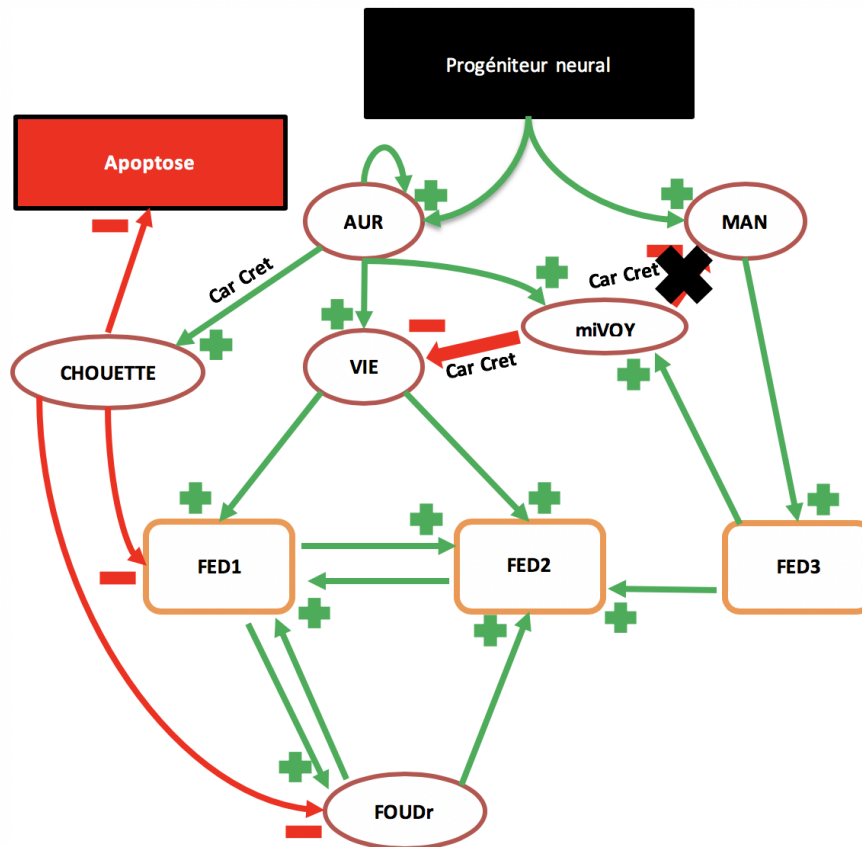 Progéniteur neural
Apoptose
AUR
MAN
Car Cret
Car Cret
miVOY
CHOUETTE
VIE
Car Cret
FED1
FED2
FED3
FOUDr